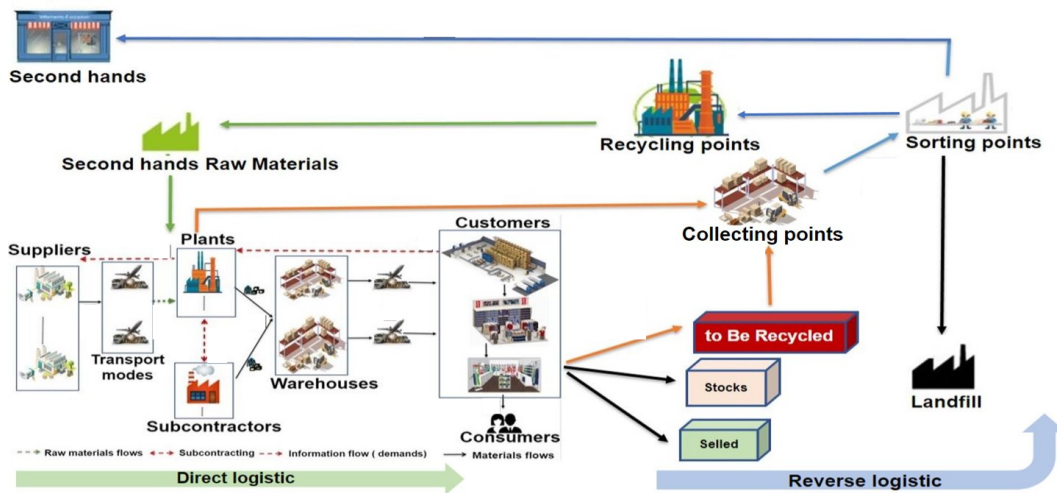 Second hands
Recycling points
Sorting points
Second hands Raw Materials
Collecting points
Customers
Plants
Suppliers
to Be Recycled
Transport
modes
Warehouses
Stocks
Landfill
Subcontractors
Consumers
Selled
Raw materials flows
Subcontracting
Information flow ( demands)
Materials flows
Direct logistic
Reverse logistic